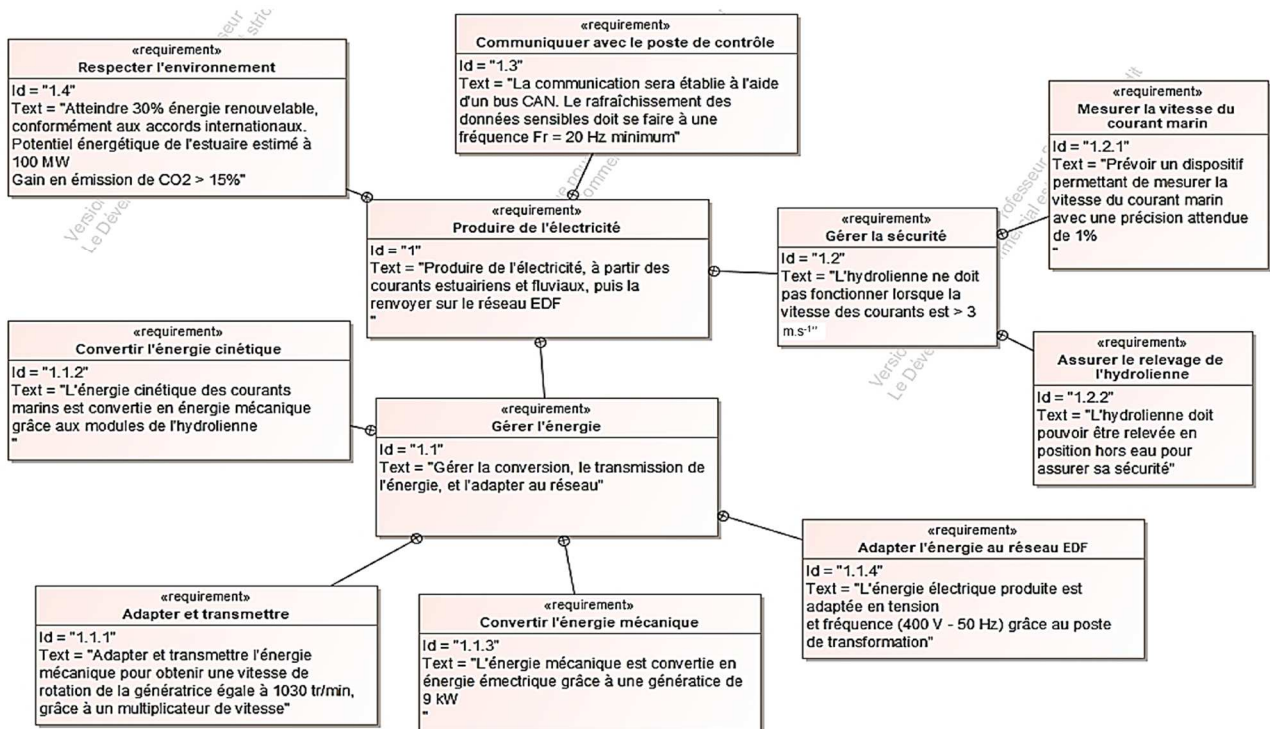 «requirement»
Respecter l'environnement
Id = "1.4"
Text = "Atteindre 30% énergie renouvelable,
conformément aux accords internationaux.
Potentiel énergétique de l'estuaire estimé à
100 MW
Gain en émission de CO2 > 15%"
«requirement»
Communiquuer avec le poste de contrôle
Id = "1.3"
Text = "La communication sera établie à l'aide
d'un bus CAN. Le rafraîchissement des
données sensibles doit se faire à une
fréquence Fr = 20 Hz minimum"
«requirement»
Mesurer la vitesse du
courant marin
Id = "1.2.1"
Text = "Prévoir un dispositif
permettant de mesurer la
vitesse du courant marin
avec une précision attendue
de 1%
"
«requirement»
Produire de l'électricité
Id = "1"
Text = "Produire de l'électricité, à partir des
courants estuairiens et fluviaux, puis la
renvoyer sur le réseau EDF
"
«requirement»
Gérer la sécurité
Id = "1.2"
Text = "L'hydrolienne ne doit
pas fonctionner lorsque la
vitesse des courants est > 3
m.s⁻¹"
«requirement»
Convertir l'énergie cinétique
Id = "1.1.2"
Text = "L'énergie cinétique des courants
marins est convertie en énergie mécanique
grâce aux modules de l'hydrolienne
"
«requirement»
Assurer le relevage de
l'hydrolienne
Id = "1.2.2"
Text = "L'hydrolienne doit
pouvoir être relevée en
position hors eau pour
assurer sa sécurité"
«requirement»
Gérer l'énergie
Id = "1.1"
Text = "Gérer la conversion, le transmission de
l'énergie, et l'adapter au réseau"
«requirement»
Adapter l'énergie au réseau EDF
Id = "1.1.4"
Text = "L'énergie électrique produite est
adaptée en tension
et fréquence (400 V - 50 Hz) grâce au poste
de transformation"
«requirement»
Adapter et transmettre
Id = "1.1.1"
Text = "Adapter et transmettre l'énergie
mécanique pour obtenir une vitesse de
rotation de la génératrice égale à 1030 tr/min,
grâce à un multiplicateur de vitesse"
«requirement»
Convertir l'énergie mécanique
Id = "1.1.3"
Text = "L'énergie mécanique est convertie en
énergie émectrique grâce à une génératice de
9 kW
"